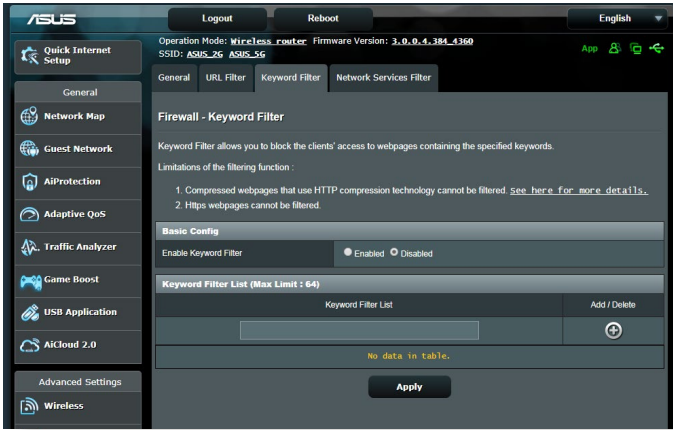 ASUS
Logout
Reboot
English
Operation Mode: Wireless router Firmware Version: 3.0.0.4.384_4360
SSID: ASUS_2G ASUS_5G
App
Quick Internet
Setup
General
Network Map
Guest Network
AiProtection
Adaptive QoS
Traffic Analyzer
Game Boost
USB Application
AiCloud 2.0
Advanced Settings
Wireless
General
URL Filter
Keyword Filter
Network Services Filter
Firewall - Keyword Filter
Keyword Filter allows you to block the clients' access to webpages containing the specified keywords.
Limitations of the filtering function :
1. Compressed webpages that use HTTP compression technology cannot be filtered. See here for more details.
2. Https webpages cannot be filtered.
Basic Config
Enable Keyword Filter
Enabled Disabled
Keyword Filter List (Max Limit : 64)
Keyword Filter List
Add / Delete
No data in table.
Apply